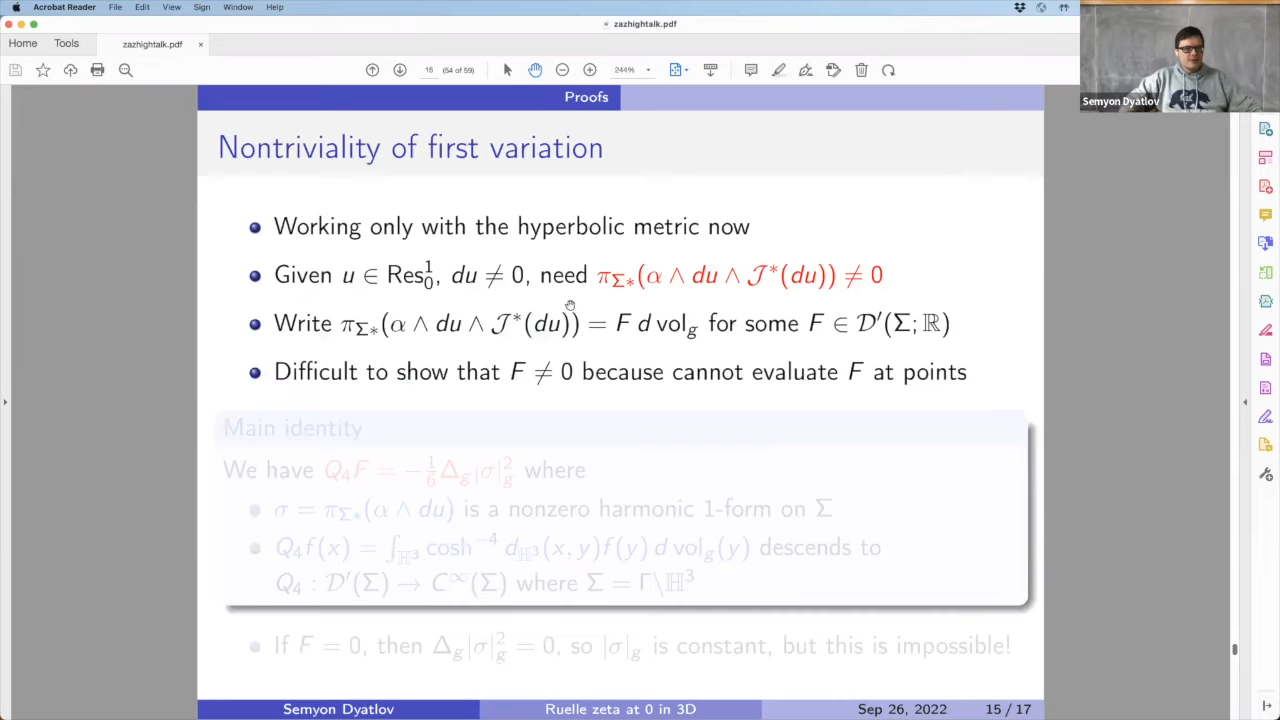 Acrobat Reader File Edit View Sign Window Help
zazhightalk.pdf
Home Tools zazhightalk.pdf ×
16 (54 of 59) 244%
Semyon Dyatlov
Proofs
Nontriviality of first variation
Working only with the hyperbolic metric now
Given u ∈ Res₀¹, du ≠ 0, need π_Σ*(α ∧ du ∧ 𝒥*(du)) ≠ 0
Write π_Σ*(α ∧ du ∧ 𝒥*(du)) = F d vol_g for some F ∈ 𝒟′(Σ; ℝ)
Difficult to show that F ≠ 0 because cannot evaluate F at points
Main identity
We have Q₄F = −1/6 Δ_g|σ|²_g where
σ = π_Σ*(α ∧ du) is a nonzero harmonic 1-form on Σ
Q₄f(x) = ∫_ℍ³ cosh⁻⁴ d_ℍ³(x, y)f(y) d vol_g(y) descends to
Q₄ : 𝒟′(Σ) → C^∞(Σ) where Σ = Γ\ℍ³
If F = 0, then Δ_g|σ|²_g = 0, so |σ|_g is constant, but this is impossible!
Semyon Dyatlov Ruelle zeta at 0 in 3D Sep 26, 2022 15 / 17